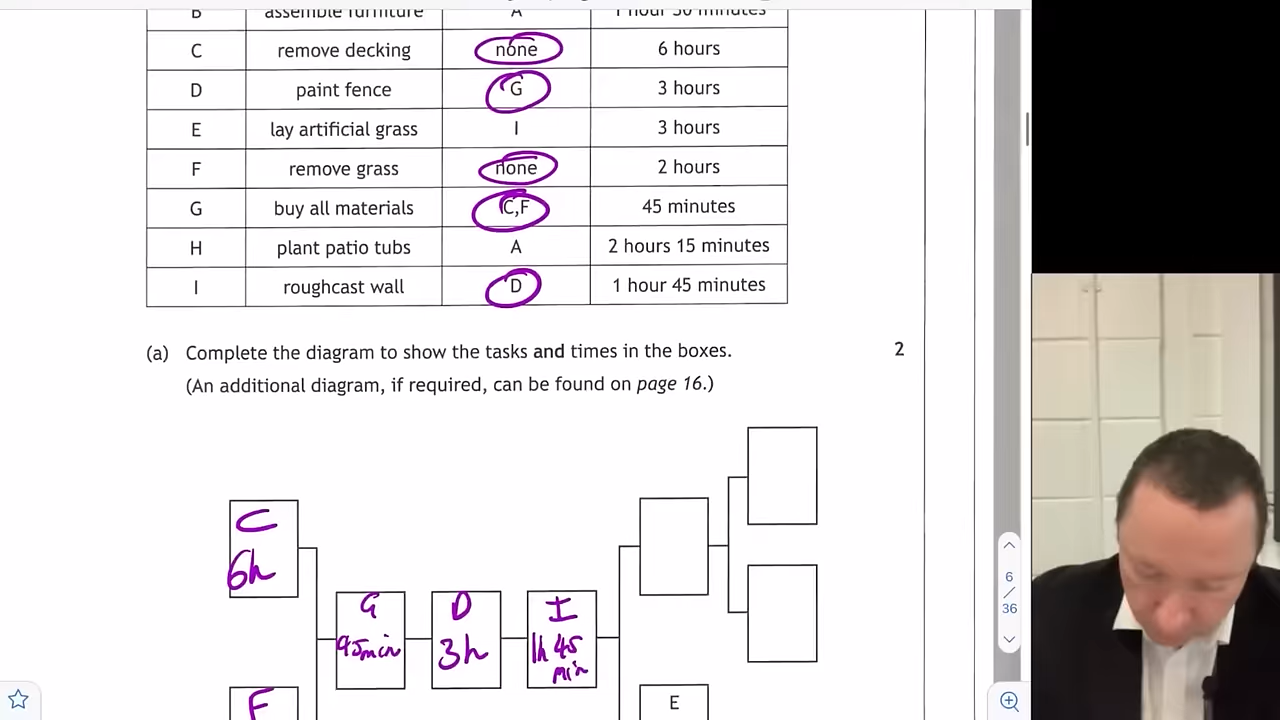 B assemble furniture A 1 hour 30 minutes
C remove decking none 6 hours
D paint fence G 3 hours
E lay artificial grass I 3 hours
F remove grass none 2 hours
G buy all materials C,F 45 minutes
H plant patio tubs A 2 hours 15 minutes
I roughcast wall D 1 hour 45 minutes
(a) Complete the diagram to show the tasks and times in the boxes. 2
(An additional diagram, if required, can be found on page 16.)
C
6h
G D I
45min 3h 1h 45
min
F E
6
/
36